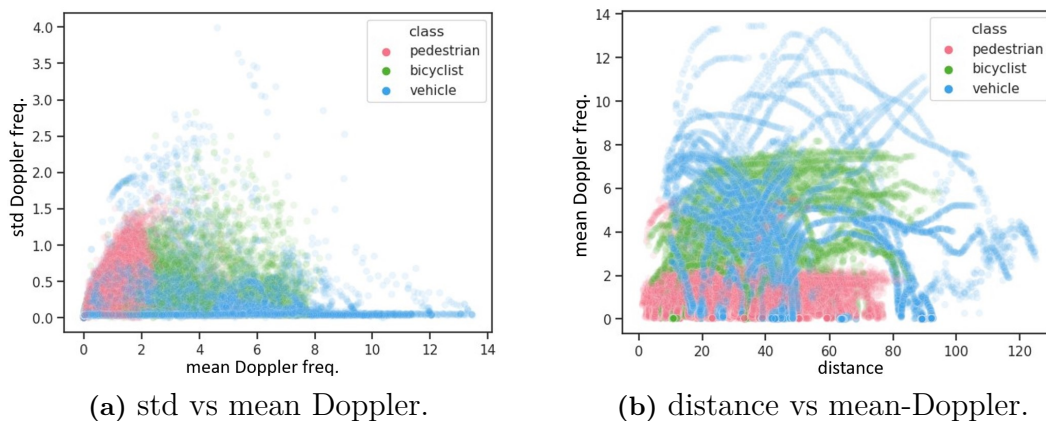 4.0
3.5
3.0
2.5
2.0
1.5
1.0
0.5
0.0
std Doppler freq.
class
pedestrian
bicyclist
vehicle
0
2
4
6
8
10
12
14
mean Doppler freq.
(a) std vs mean Doppler.
14
12
10
8
6
4
2
0
mean Doppler freq.
class
pedestrian
bicyclist
vehicle
0
20
40
60
80
100
120
distance
(b) distance vs mean-Doppler.